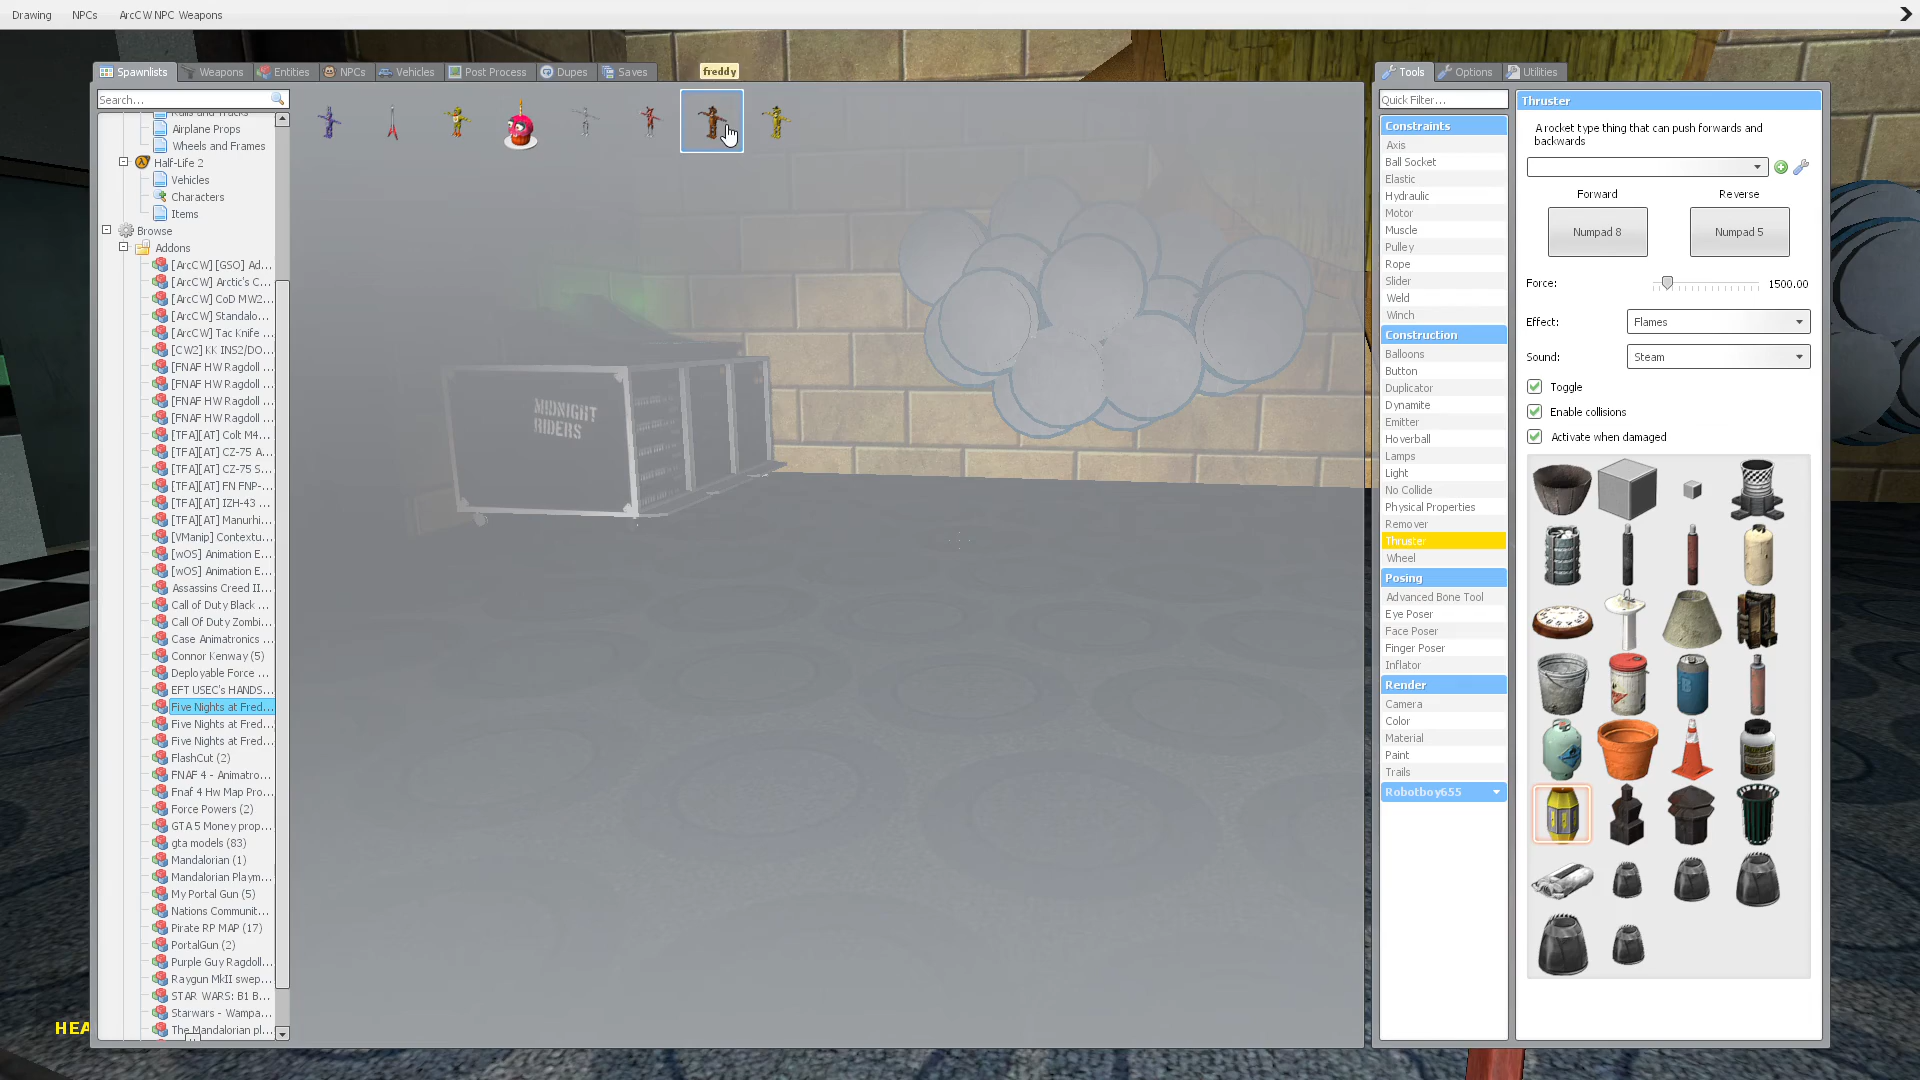 Drawing NPCs ArcCW NPC Weapons
Spawnlists Weapons Entities NPCs Vehicles Post Process Dupes Saves
freddy
Tools Options Utilities
Search...
Rails and Tracks
Airplane Props
Wheels and Frames
Half-Life 2
Vehicles
Characters
Items
Browse
Addons
[ArcCW] [GSO] Ad...
[ArcCW] Arctic's C...
[ArcCW] CoD MW2...
[ArcCW] Standalo...
[ArcCW] Tac Knife ...
[CW2] KK INS2/DO...
[FNAF HW Ragdoll ...
[FNAF HW Ragdoll ...
[FNAF HW Ragdoll ...
[FNAF HW Ragdoll ...
[TFA][AT] Colt M4...
[TFA][AT] CZ-75 A...
[TFA][AT] CZ-75 S...
[TFA][AT] FN FNP-...
[TFA][AT] IZH-43 ...
[TFA][AT] Manurhi...
[VManip] Contextu...
[wOS] Animation E...
[wOS] Animation E...
Assassins Creed II...
Call of Duty Black ...
Call Of Duty Zombi...
Case Animatronics ...
Connor Kenway (5)
Deployable Force ...
EFT USEC's HANDS...
Five Nights at Fred...
Five Nights at Fred...
Five Nights at Fred...
FlashCut (2)
FNAF 4 - Animatro...
Fnaf 4 Hw Map Pro...
Force Powers (2)
GTA 5 Money prop...
gta models (83)
Mandalorian (1)
Mandalorian Playm...
My Portal Gun (5)
Nations Communit...
Pirate RP MAP (17)
PortalGun (2)
Purple Guy Ragdoll...
Raygun MkII swep...
STAR WARS: B1 B...
Starwars - Wampa...
The Mandalorian pl...
HEA
MIDNIGHT
RIDERS
Quick Filter...
Constraints
Axis
Ball Socket
Elastic
Hydraulic
Motor
Muscle
Pulley
Rope
Slider
Weld
Winch
Construction
Balloons
Button
Duplicator
Dynamite
Emitter
Hoverball
Lamps
Light
No Collide
Physical Properties
Remover
Thruster
Wheel
Posing
Advanced Bone Tool
Eye Poser
Face Poser
Finger Poser
Inflator
Render
Camera
Color
Material
Paint
Trails
Robotboy655
Thruster
A rocket type thing that can push forwards and
backwards
Forward Reverse
Numpad 8 Numpad 5
Force: 1500.00
Effect: Flames
Sound: Steam
Toggle
Enable collisions
Activate when damaged